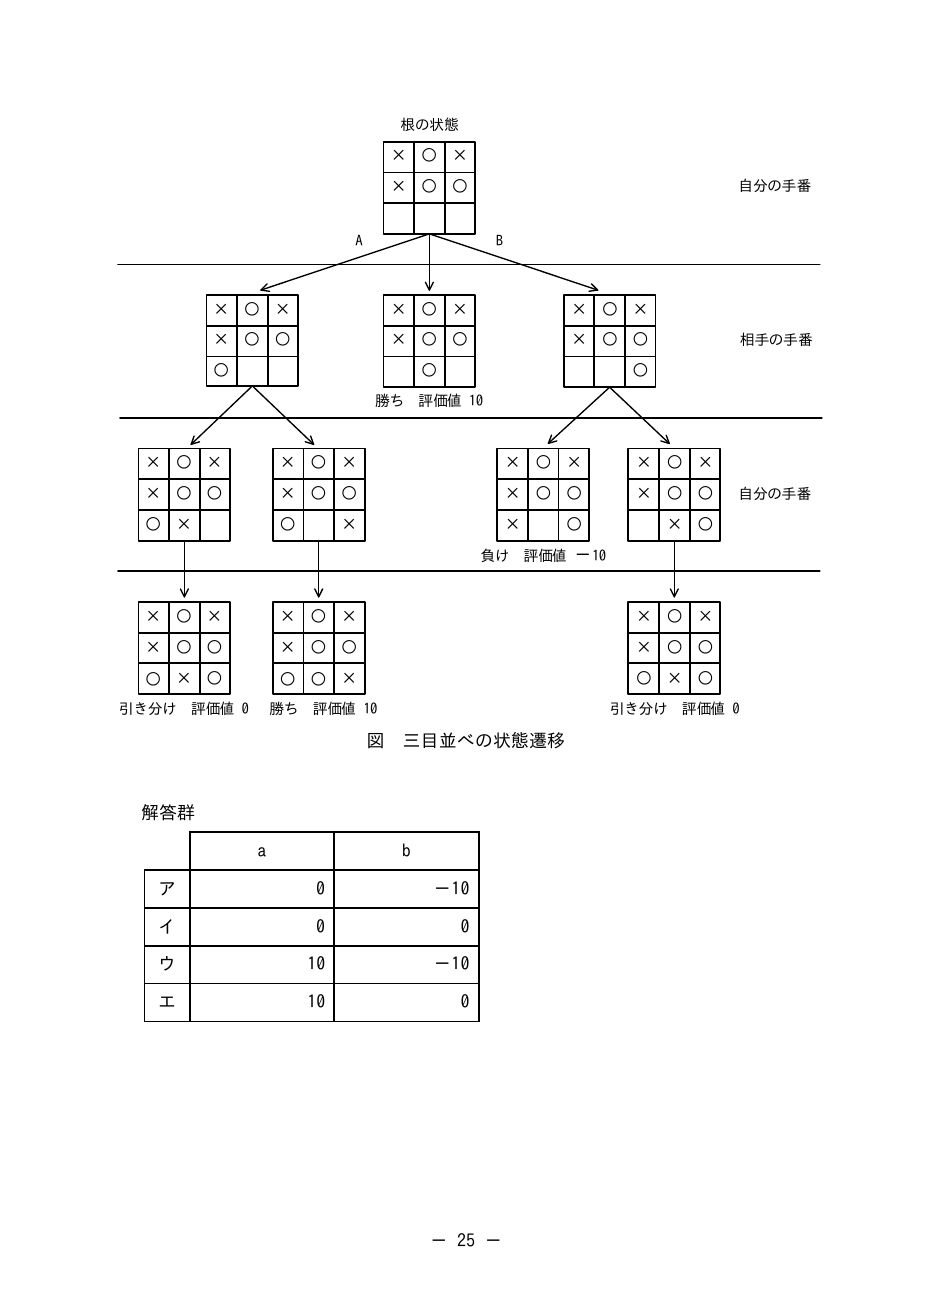 根の状態
× ○ ×
× ○ ○
自分の手番
A B
× ○ × × ○ × × ○ ×
× ○ ○ × ○ ○ × ○ ○
相手の手番
○ ○ ○
勝ち 評価値 10
× ○ × × ○ × × ○ × × ○ ×
× ○ ○ × ○ ○ × ○ ○ × ○ ○
自分の手番
○ × ○ × × ○ × ○
負け 評価値 －10
× ○ × × ○ × × ○ ×
× ○ ○ × ○ ○ × ○ ○
○ × ○ ○ ○ × ○ × ○
引き分け 評価値 0 勝ち 評価値 10 引き分け 評価値 0
図 三目並べの状態遷移
解答群
a b
ア 0 －10
イ 0 0
ウ 10 －10
エ 10 0
－ 25 －